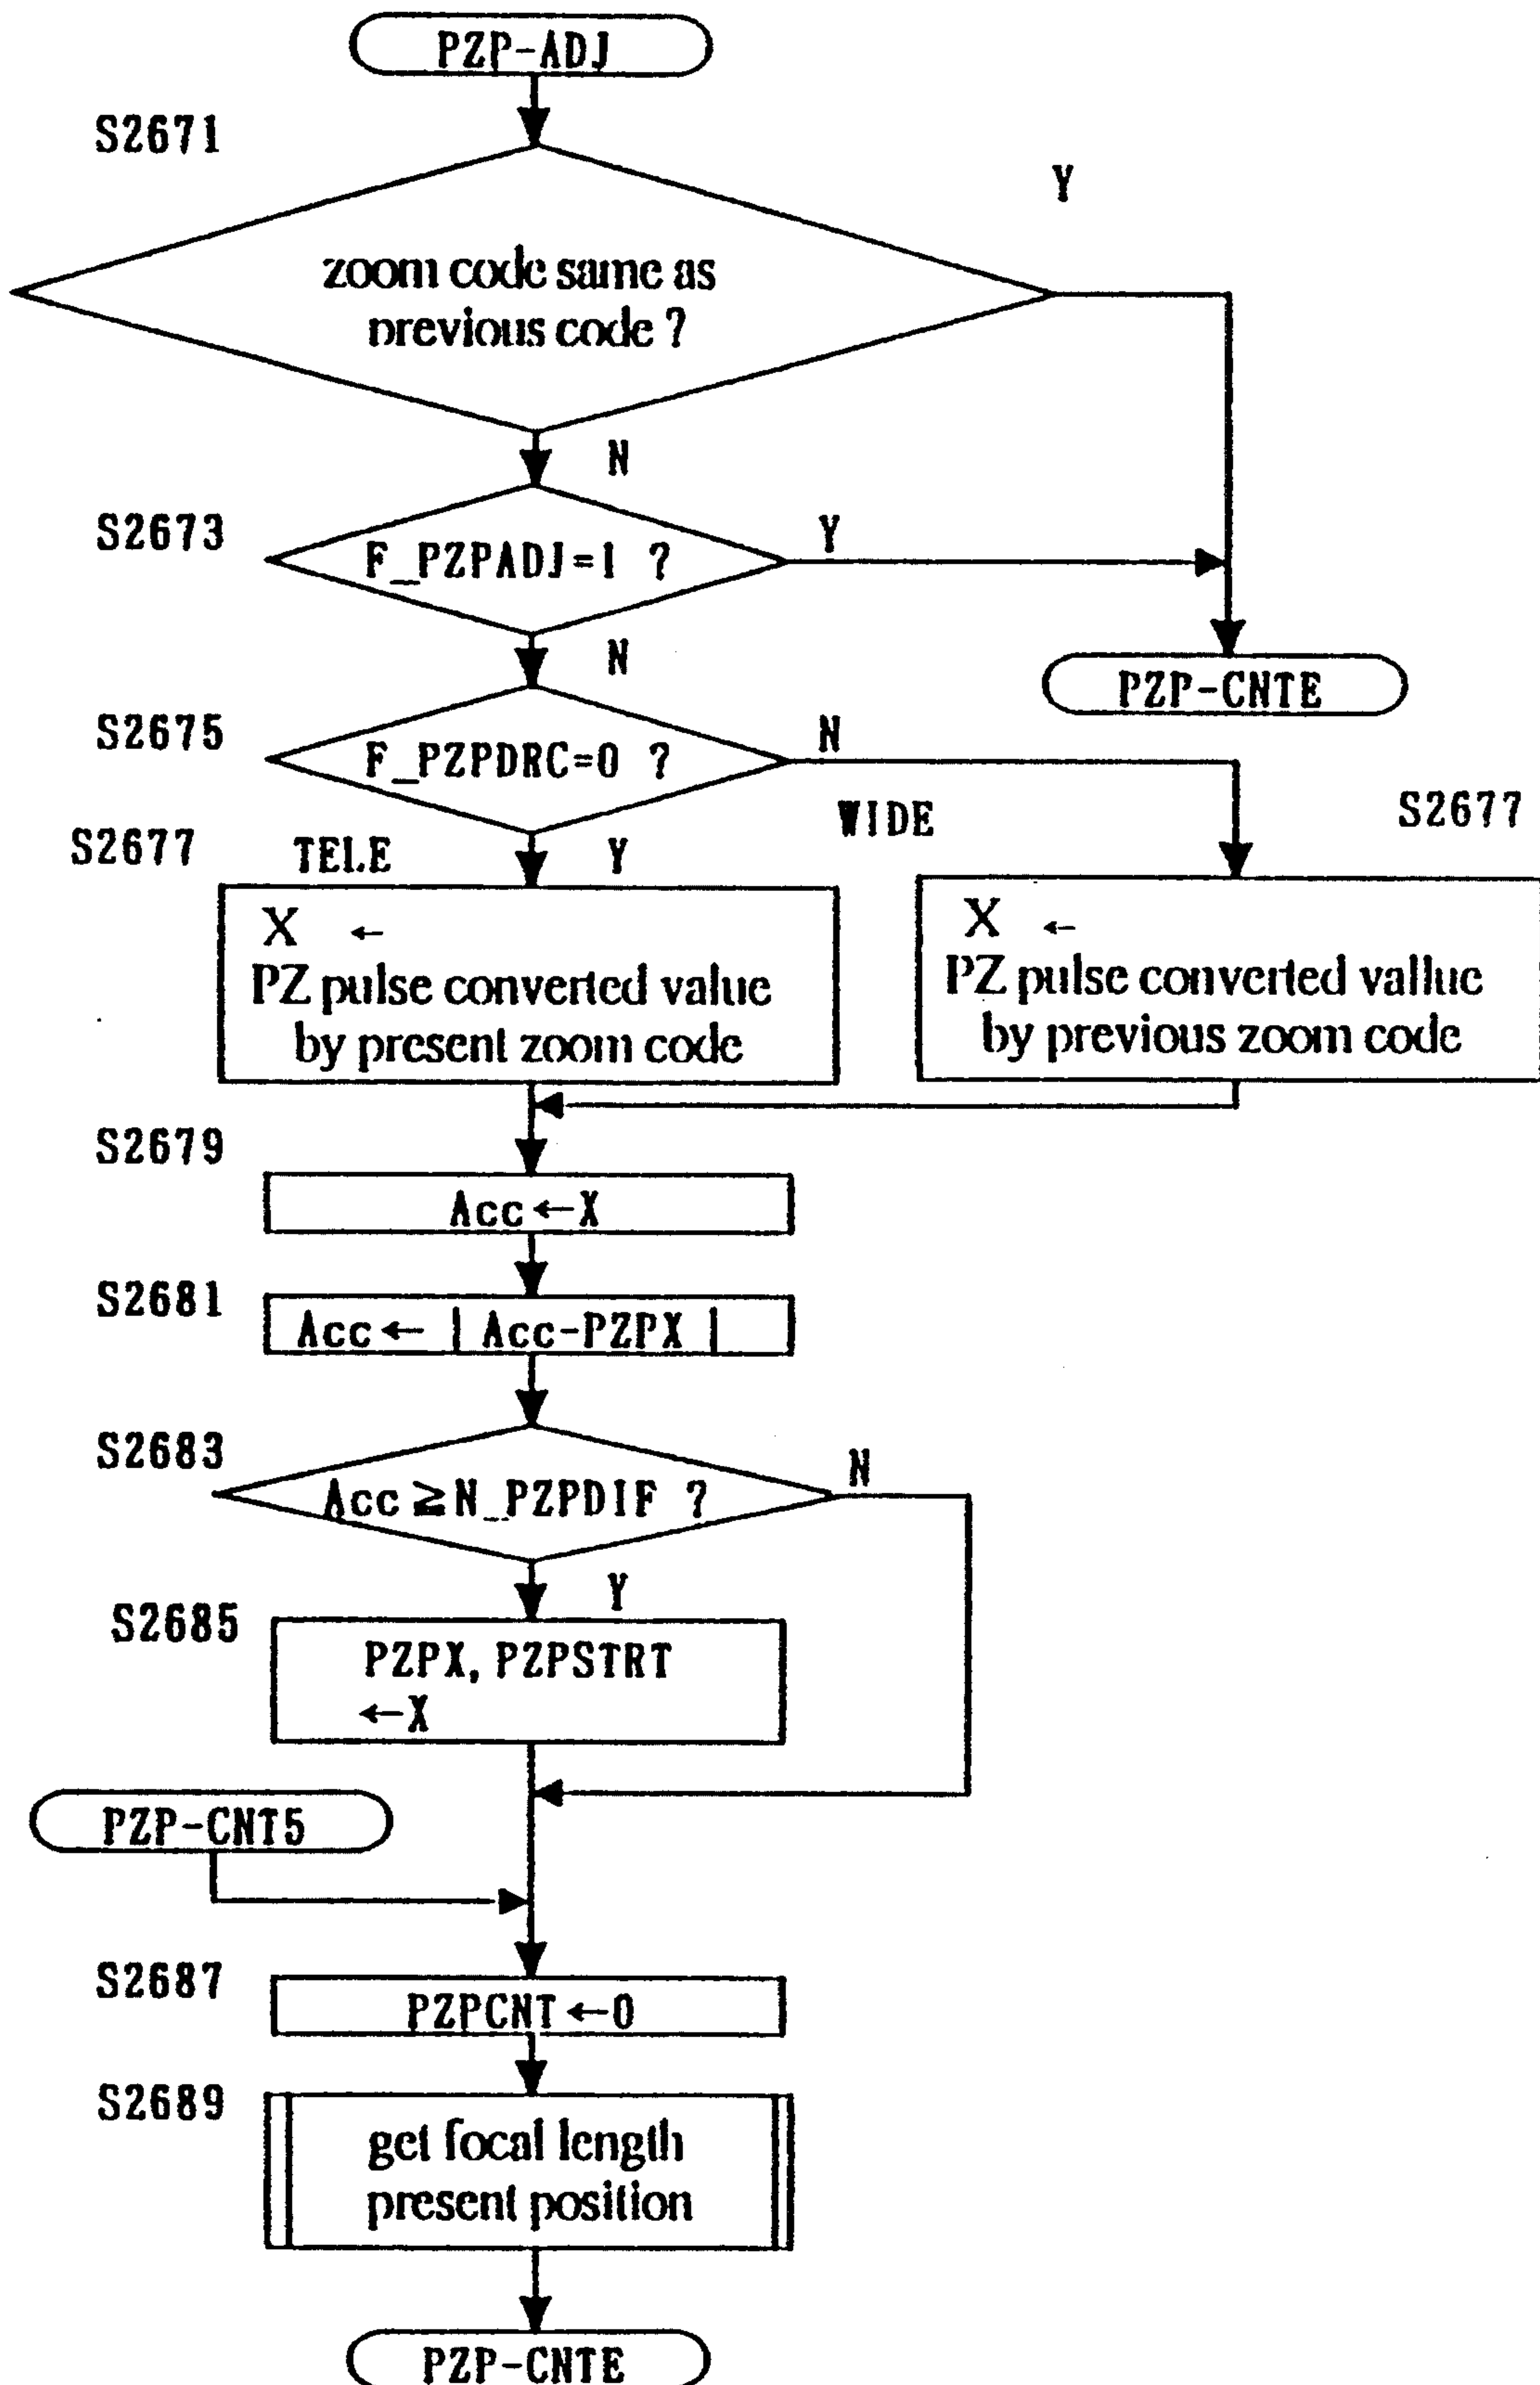 PZP-ADJ
S2671
Y
zoom code same as
previous code ?
N
S2673
F_PZPADJ=1 ?
Y
N
PZP-CNTE
S2675
F_PZPDRC=0 ?
N
WIDE
S2677
S2677
TELE
Y
X ←
PZ pulse converted value
by present zoom code
X ←
PZ pulse converted vallue
by previous zoom code
S2679
Acc←X
S2681
Acc← | Acc-PZPX |
S2683
Acc≧N_PZPDIF ?
N
Y
S2685
PZPX, PZPSTRT
←X
PZP-CNT5
S2687
PZPCNT←0
S2689
get focal length
present position
PZP-CNTE